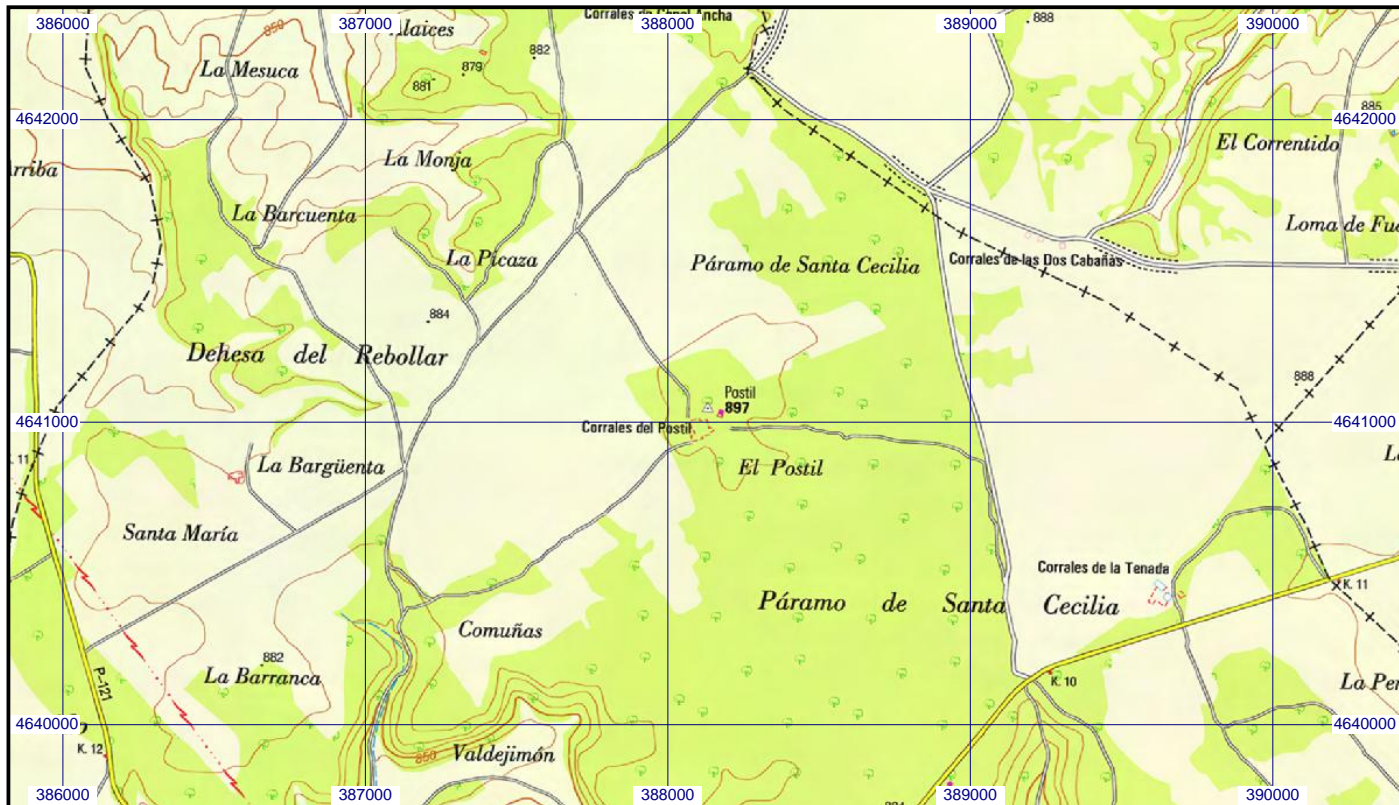 386000 387000 388000 389000 390000
Corrales de Ancha
888
850
882
La Mesuca
879
881
4642000 4642000
885
El Correntido
La Monja
La Barcuenta
Loma de
La Picaza
Páramo de Santa Cecilia
Corrales de las Dos Cabañas
884
Dehesa del Rebollar
888
Postil
897
4641000 4641000
Corrales del Postil
11
La Bargüenta
El Postil
Santa María
Corrales de la Tenada
K. 11
Páramo de Santa Cecilia
Comuñas
882
La Barranca
P-121
K. 10
La
4640000 4640000
K. 12
850
Valdejimón
386000 387000 388000 389000 390000